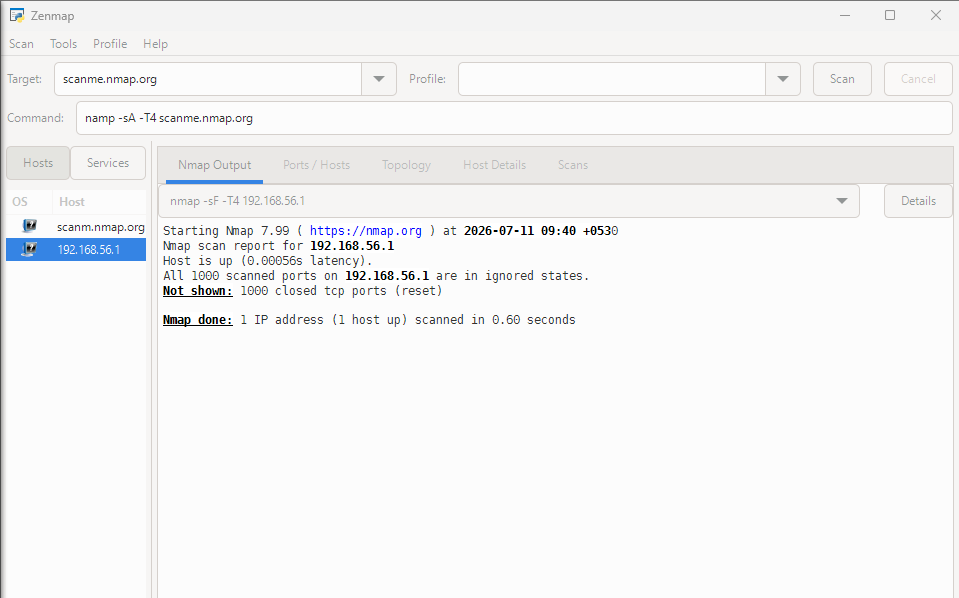 Zenmap
Scan Tools Profile Help
Target: scanme.nmap.org Profile: Scan Cancel
Command: namp -sA -T4 scanme.nmap.org
Hosts Services
Nmap Output Ports / Hosts Topology Host Details Scans
OS Host
scanm.nmap.org
192.168.56.1
nmap -sF -T4 192.168.56.1 Details
Starting Nmap 7.99 ( https://nmap.org ) at 2026-07-11 09:40 +0530
Nmap scan report for 192.168.56.1
Host is up (0.00056s latency).
All 1000 scanned ports on 192.168.56.1 are in ignored states.
Not shown: 1000 closed tcp ports (reset)
Nmap done: 1 IP address (1 host up) scanned in 0.60 seconds